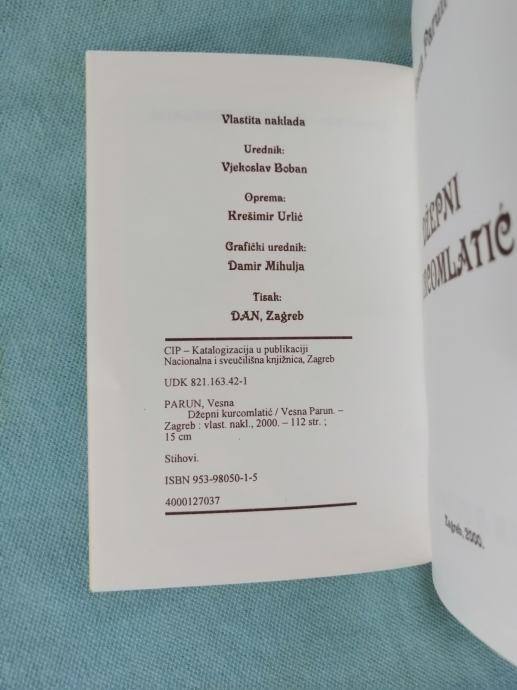 Vlastita naklada
Urednik:
Vjekoslav Boban
Oprema:
Krešimir Urlić
Grafički urednik:
Damir Mihulja
Tisak:
DAN, Zagreb
CIP – Katalogizacija u publikaciji
Nacionalna i sveučilišna knjižnica, Zagreb
UDK 821.163.42-1
PARUN, Vesna
Džepni kurcomlatić / Vesna Parun. –
Zagreb : vlast. nakl., 2000. – 112 str. ;
15 cm
Stihovi.
ISBN 953-98050-1-5
4000127037
Parun
DŽEPNI
COMLATIĆ
Zagreb, 2000.